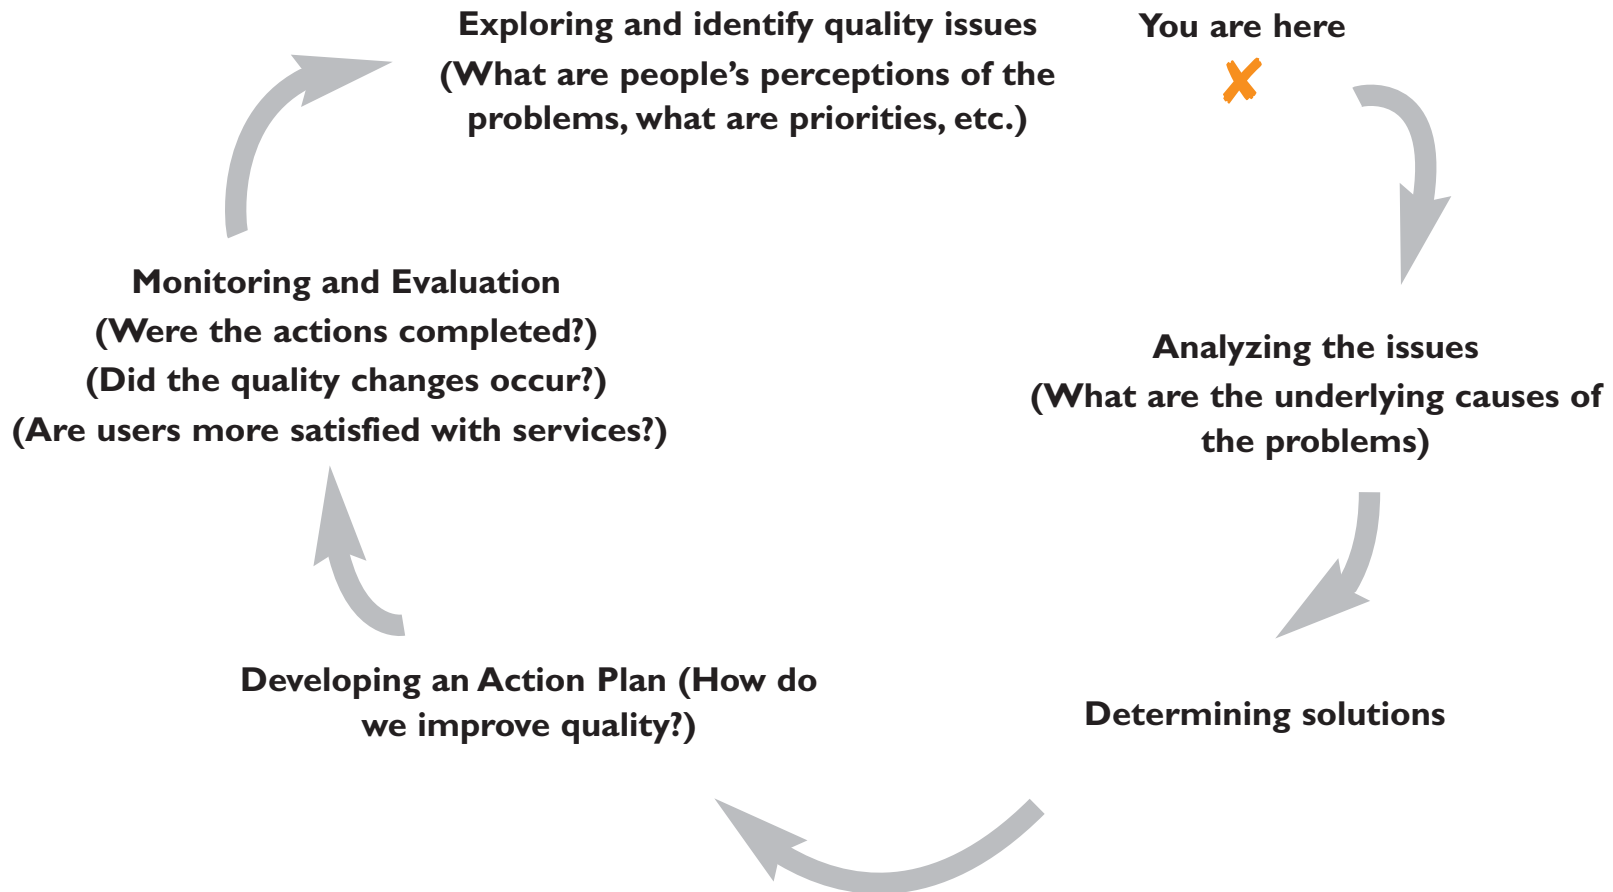 Exploring and identify quality issues
(What are people’s perceptions of the
problems, what are priorities, etc.)
You are here
Analyzing the issues
(What are the underlying causes of
the problems)
Determining solutions
Developing an Action Plan (How do
we improve quality?)
Monitoring and Evaluation
(Were the actions completed?)
(Did the quality changes occur?)
(Are users more satisfied with services?)